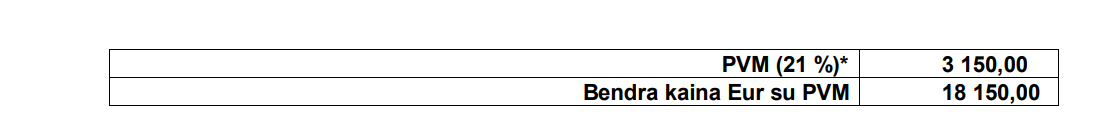 PVM (21 %)* 3 150,00
Bendra kaina Eur su PVM 18 150,00